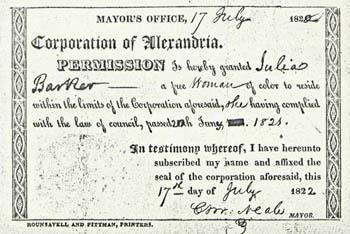 MAYOR'S OFFICE, 17 July 1822
Corporation of Alexandria.
PERMISSION Is hereby granted Julia
Barker — a free Woman of color to reside
within the limits of the Corporation aforesaid, she having complied
with the law of council, passed 20th June 1821.
In testimony whereof, I have hereunto
subscribed my name and affixed the
seal of the corporation aforesaid, this
17th day of July 1822
Neale MAYOR.
ROUNSAVELL AND PITTMAN, PRINTERS.